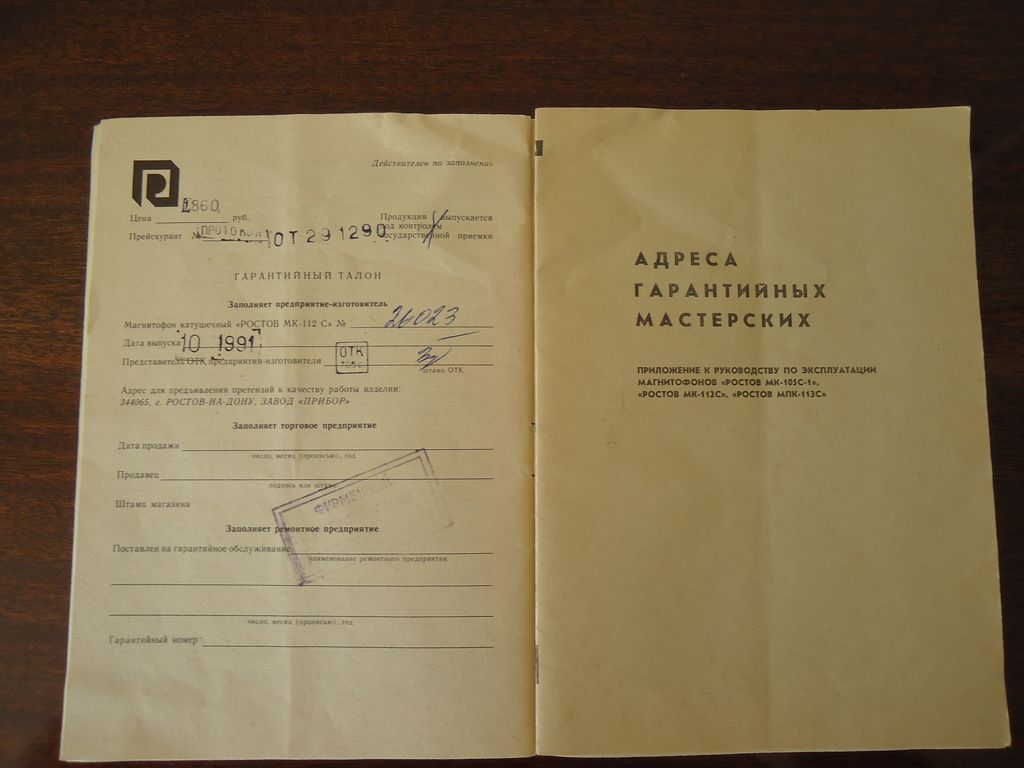 Действителен по заполнении
1860
Цена руб.
Прейскурант № ПРОТОКОЛ ОТ 291290
Продукция выпускается
под контролем
государственной приемки
ГАРАНТИЙНЫЙ ТАЛОН
Заполняет предприятие-изготовитель
Магнитофон катушечный «РОСТОВ МК-112 С» № 26023
Дата выпуска 10 1991г
Представитель ОТК предприятия-изготовителя ОТК
штамп ОТК
Адрес для предъявления претензий к качеству работы изделия:
344065, г. РОСТОВ-НА-ДОНУ, ЗАВОД «ПРИБОР»
Заполняет торговое предприятие
Дата продажи
число, месяц (прописью), год
Продавец
подпись или штамп
ФИРМЕННЫЙ
Штамп магазина
Заполняет ремонтное предприятие
Поставлен на гарантийное обслуживание
наименование ремонтного предприятия
число, месяц (прописью), год
Гарантийный номер
АДРЕСА
ГАРАНТИЙНЫХ
МАСТЕРСКИХ
ПРИЛОЖЕНИЕ К РУКОВОДСТВУ ПО ЭКСПЛУАТАЦИИ
МАГНИТОФОНОВ «РОСТОВ МК-105С-1»,
«РОСТОВ МК-112С», «РОСТОВ МПК-113С»